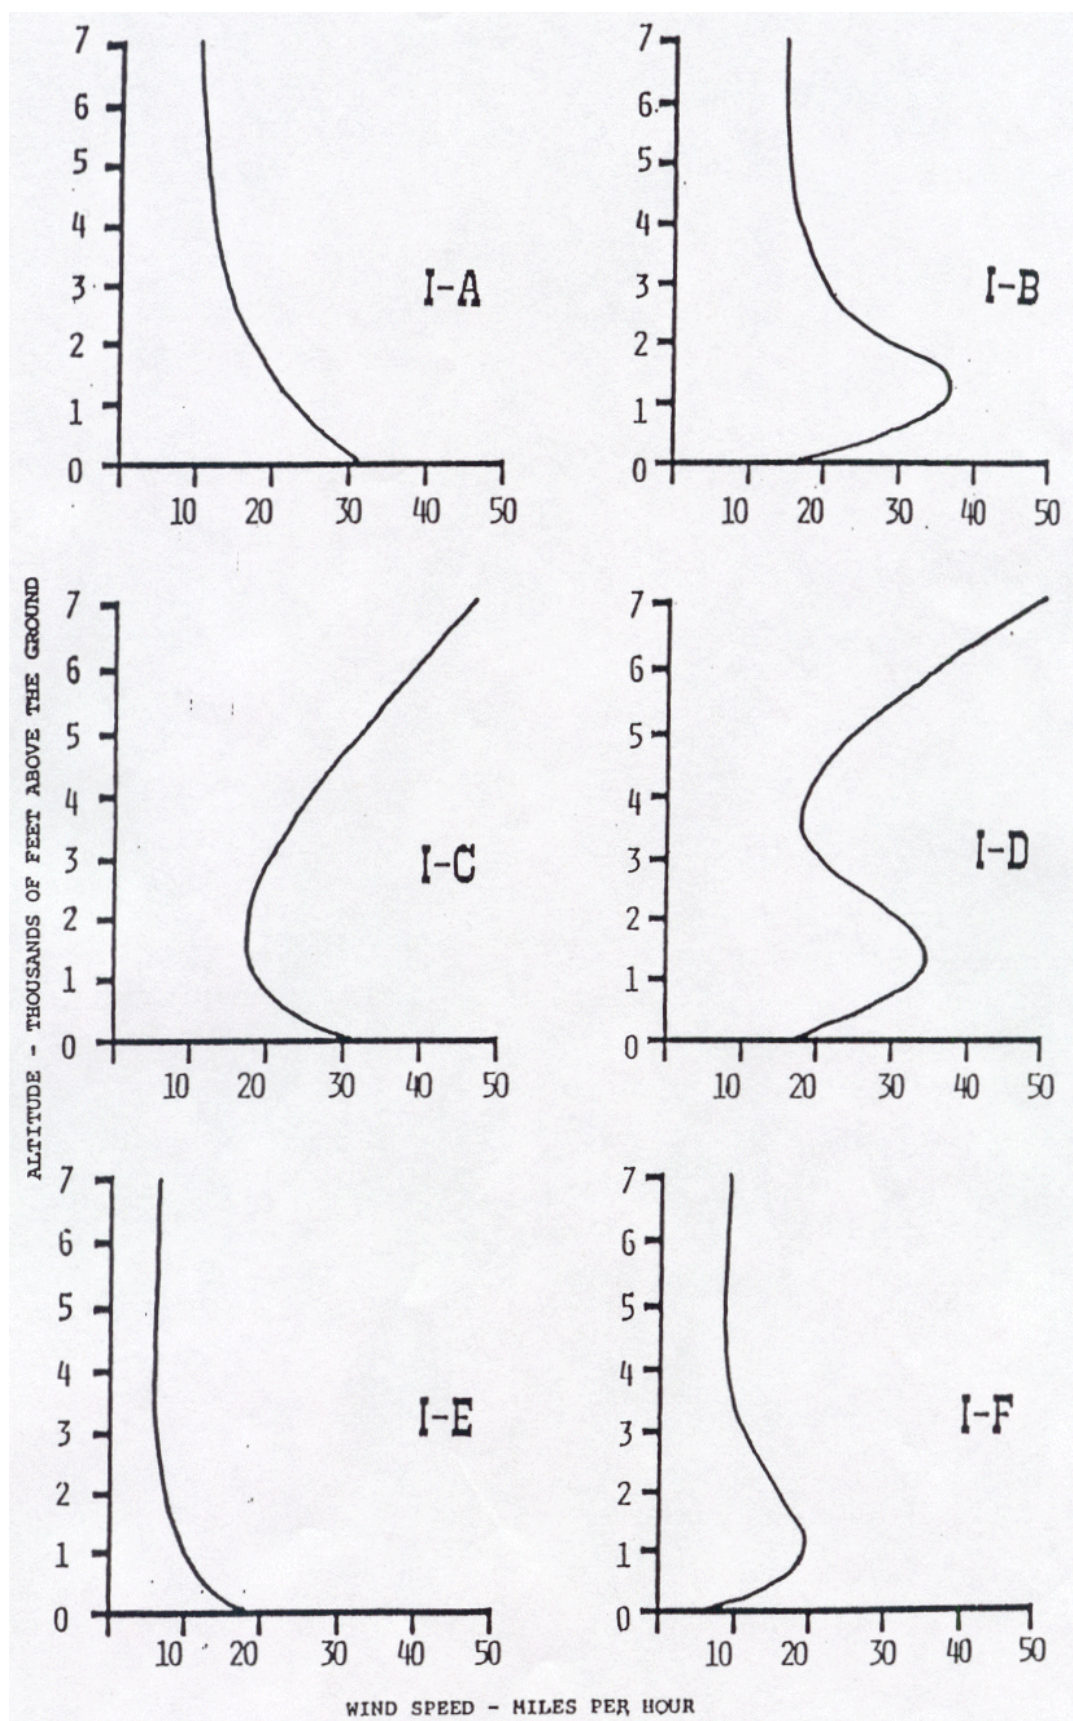 7 7
6 6
5 5
4 4
3 I-A 3 I-B
2 2
1 1
0 0
10 20 30 40 50 10 20 30 40 50
ALTITUDE - THOUSANDS OF FEET ABOVE THE GROUND
7 7
6 6
5 5
4 4
3 I-C 3 I-D
2 2
1 1
0 0
10 20 30 40 50 10 20 30 40 50
7 7
6 6
5 5
4 4
3 I-E 3 I-F
2 2
1 1
0 0
10 20 30 40 50 10 20 30 40 50
WIND SPEED - MILES PER HOUR